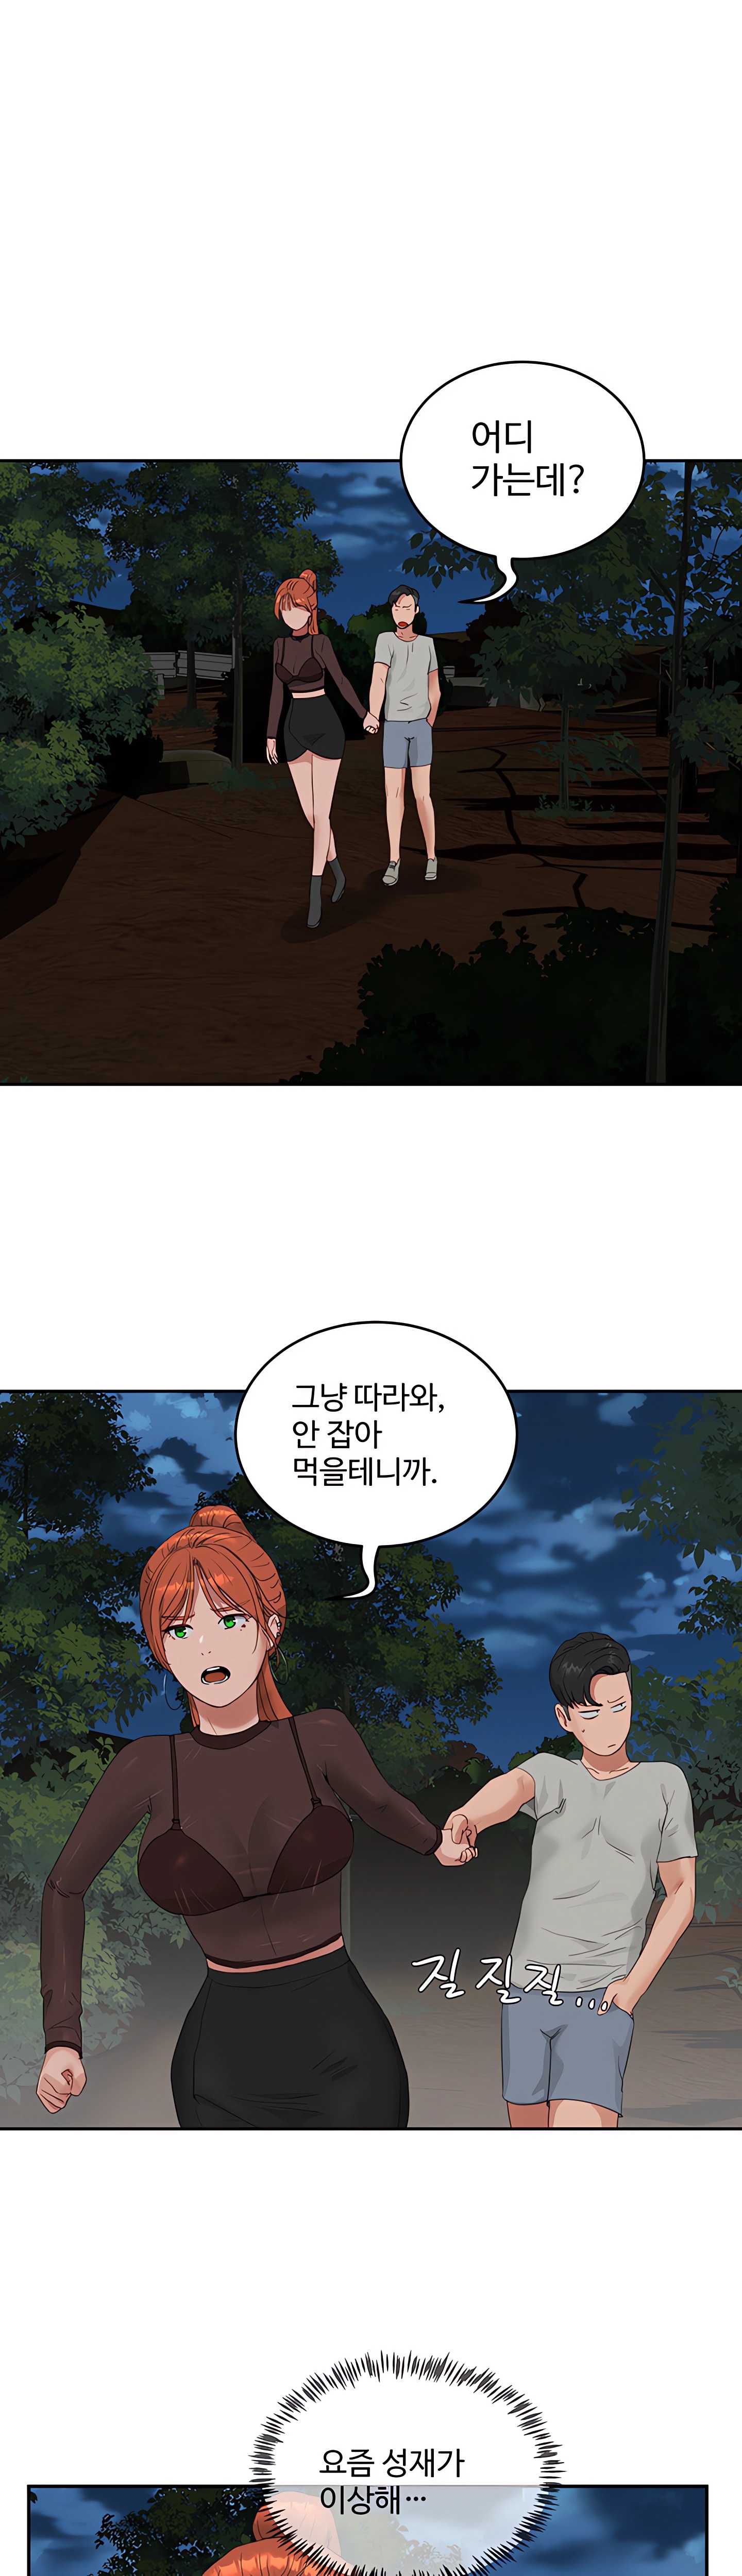 어디
가는데?
그냥 따라와,
안 잡아
먹을테니까.
질 질질...
요즘 성재가
이상해…